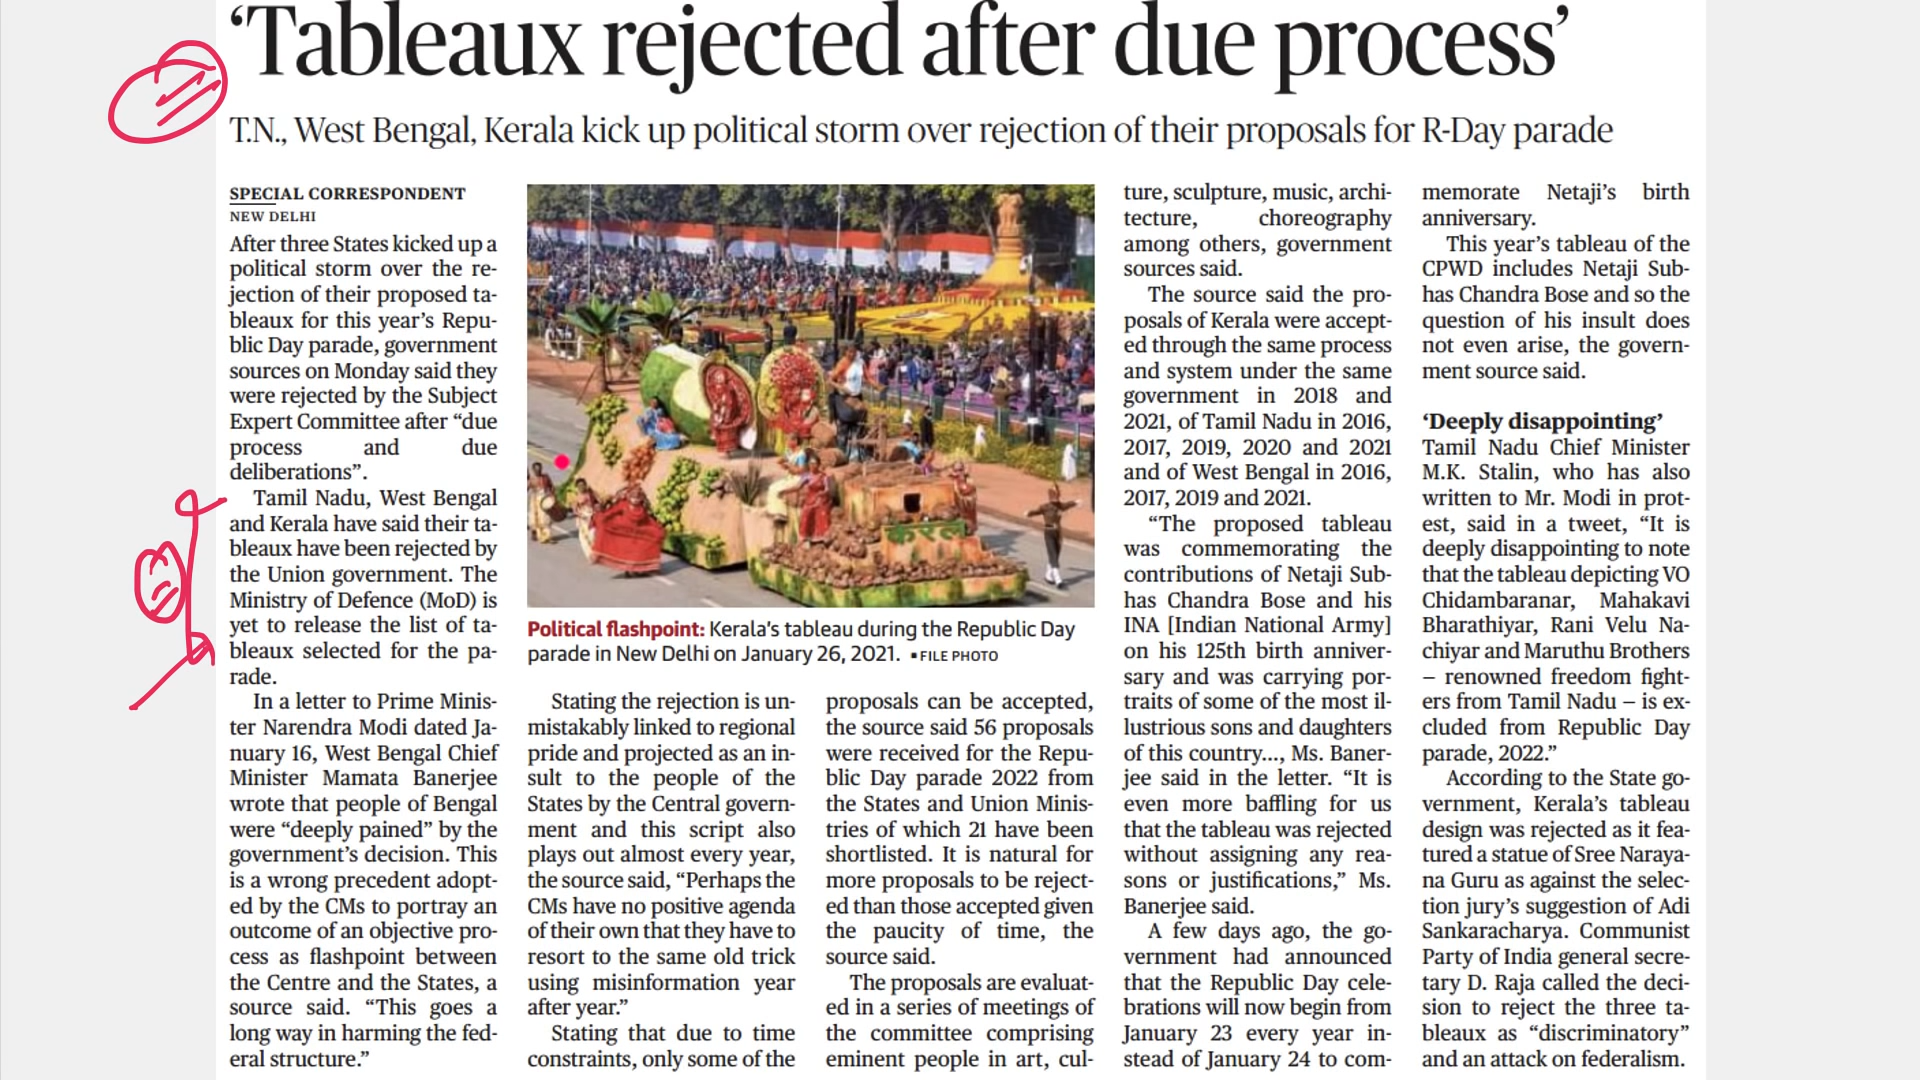 ‘Tableaux rejected after due process’
T.N., West Bengal, Kerala kick up political storm over rejection of their proposals for R-Day parade
SPECIAL CORRESPONDENT
NEW DELHI
After three States kicked up a
political storm over the re-
jection of their proposed ta-
bleaux for this year’s Repu-
blic Day parade, government
sources on Monday said they
were rejected by the Subject
Expert Committee after “due
process and due
deliberations”.
Tamil Nadu, West Bengal
and Kerala have said their ta-
bleaux have been rejected by
the Union government. The
Ministry of Defence (MoD) is
yet to release the list of ta-
bleaux selected for the pa-
rade.
In a letter to Prime Minis-
ter Narendra Modi dated Ja-
nuary 16, West Bengal Chief
Minister Mamata Banerjee
wrote that people of Bengal
were “deeply pained” by the
government’s decision. This
is a wrong precedent adopt-
ed by the CMs to portray an
outcome of an objective pro-
cess as flashpoint between
the Centre and the States, a
source said. “This goes a
long way in harming the fed-
eral structure.”
केरल
Political flashpoint: Kerala’s tableau during the Republic Day
parade in New Delhi on January 26, 2021. ▪FILE PHOTO
Stating the rejection is un-
mistakably linked to regional
pride and projected as an in-
sult to the people of the
States by the Central govern-
ment and this script also
plays out almost every year,
the source said, “Perhaps the
CMs have no positive agenda
of their own that they have to
resort to the same old trick
using misinformation year
after year.”
Stating that due to time
constraints, only some of the
proposals can be accepted,
the source said 56 proposals
were received for the Repu-
blic Day parade 2022 from
the States and Union Minis-
tries of which 21 have been
shortlisted. It is natural for
more proposals to be reject-
ed than those accepted given
the paucity of time, the
source said.
The proposals are evaluat-
ed in a series of meetings of
the committee comprising
eminent people in art, cul-
ture, sculpture, music, archi-
tecture, choreography
among others, government
sources said.
The source said the pro-
posals of Kerala were accept-
ed through the same process
and system under the same
government in 2018 and
2021, of Tamil Nadu in 2016,
2017, 2019, 2020 and 2021
and of West Bengal in 2016,
2017, 2019 and 2021.
“The proposed tableau
was commemorating the
contributions of Netaji Sub-
has Chandra Bose and his
INA [Indian National Army]
on his 125th birth anniver-
sary and was carrying por-
traits of some of the most il-
lustrious sons and daughters
of this country..., Ms. Baner-
jee said in the letter. “It is
even more baffling for us
that the tableau was rejected
without assigning any rea-
sons or justifications,” Ms.
Banerjee said.
A few days ago, the go-
vernment had announced
that the Republic Day cele-
brations will now begin from
January 23 every year in-
stead of January 24 to com-
memorate Netaji’s birth
anniversary.
This year’s tableau of the
CPWD includes Netaji Sub-
has Chandra Bose and so the
question of his insult does
not even arise, the govern-
ment source said.
‘Deeply disappointing’
Tamil Nadu Chief Minister
M.K. Stalin, who has also
written to Mr. Modi in prot-
est, said in a tweet, “It is
deeply disappointing to note
that the tableau depicting VO
Chidambaranar, Mahakavi
Bharathiyar, Rani Velu Na-
chiyar and Maruthu Brothers
– renowned freedom fight-
ers from Tamil Nadu – is ex-
cluded from Republic Day
parade, 2022.”
According to the State go-
vernment, Kerala’s tableau
design was rejected as it fea-
tured a statue of Sree Naraya-
na Guru as against the selec-
tion jury’s suggestion of Adi
Sankaracharya. Communist
Party of India general secre-
tary D. Raja called the deci-
sion to reject the three ta-
bleaux as “discriminatory”
and an attack on federalism.